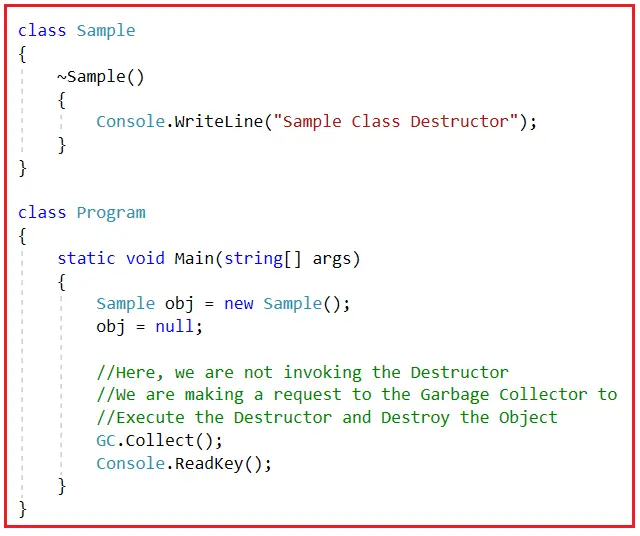 class Sample
{
    ~Sample()
    {
        Console.WriteLine("Sample Class Destructor");
    }
}

class Program
{
    static void Main(string[] args)
    {
        Sample obj = new Sample();
        obj = null;

        //Here, we are not invoking the Destructor
        //We are making a request to the Garbage Collector to
        //Execute the Destructor and Destroy the Object
        GC.Collect();
        Console.ReadKey();
    }
}